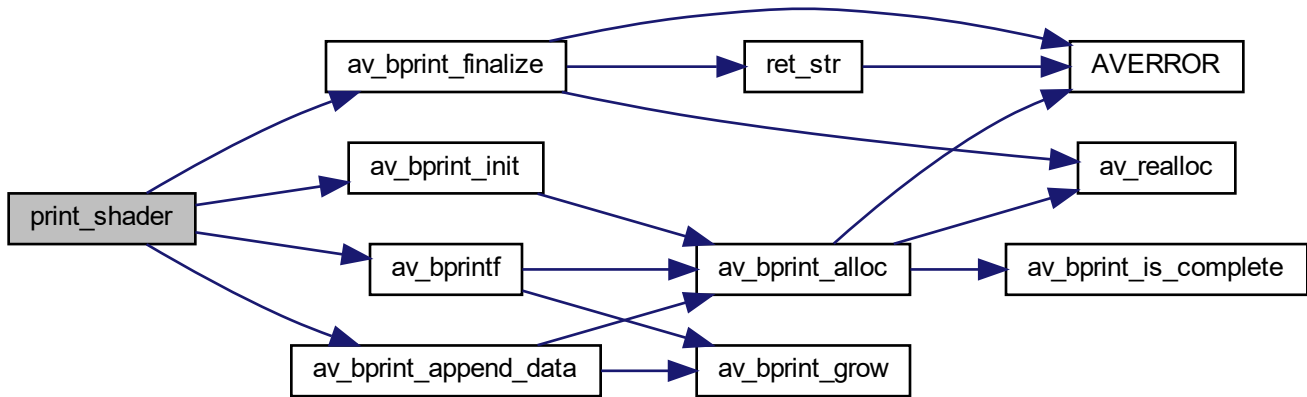 av_bprint_finalize
ret_str
AVERROR
av_bprint_init
av_realloc
print_shader
av_bprintf
av_bprint_alloc
av_bprint_is_complete
av_bprint_append_data
av_bprint_grow